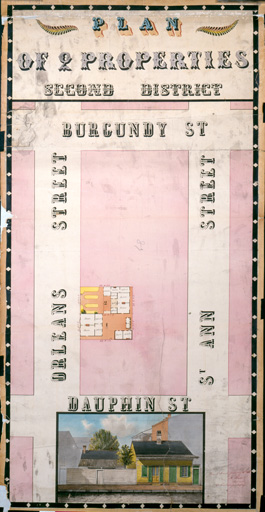 PLAN
OF 2 PROPERTIES
SECOND DISTRICT
BURGUNDY ST
ORLEANS STREET
ST ANN STREET
DAUPHIN ST